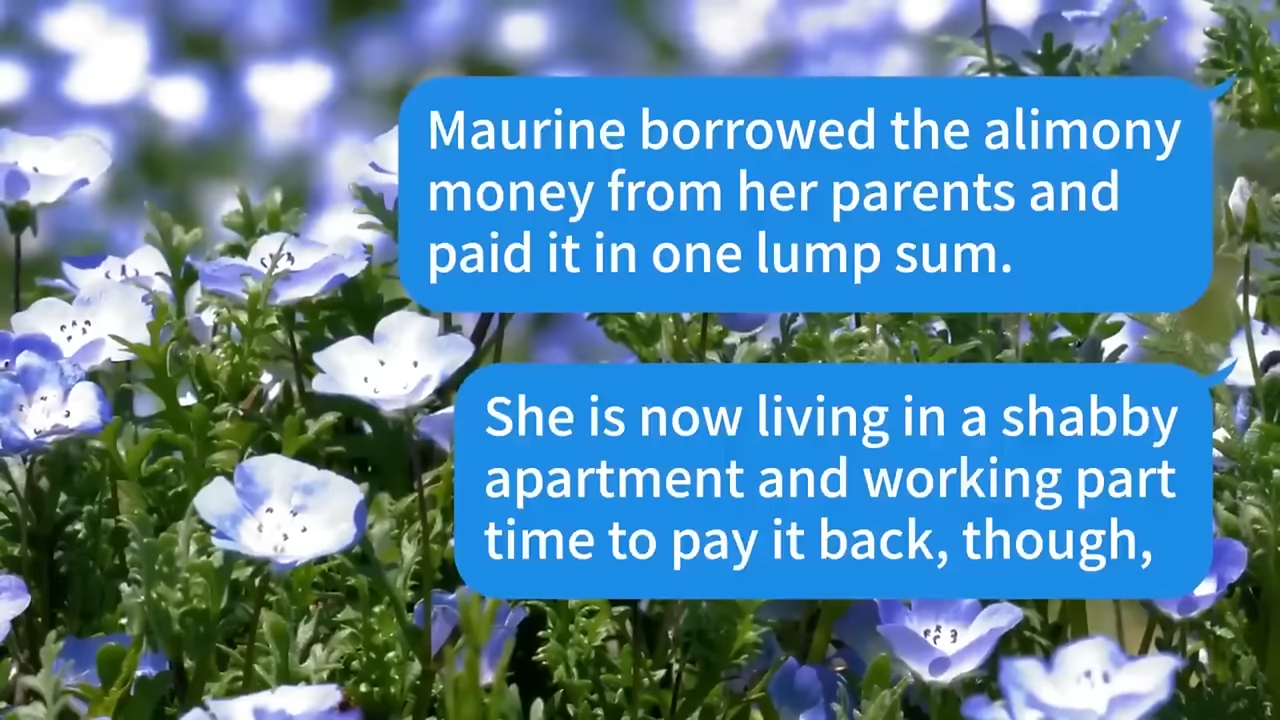 Maurine borrowed the alimony
money from her parents and
paid it in one lump sum.
She is now living in a shabby
apartment and working part
time to pay it back, though,